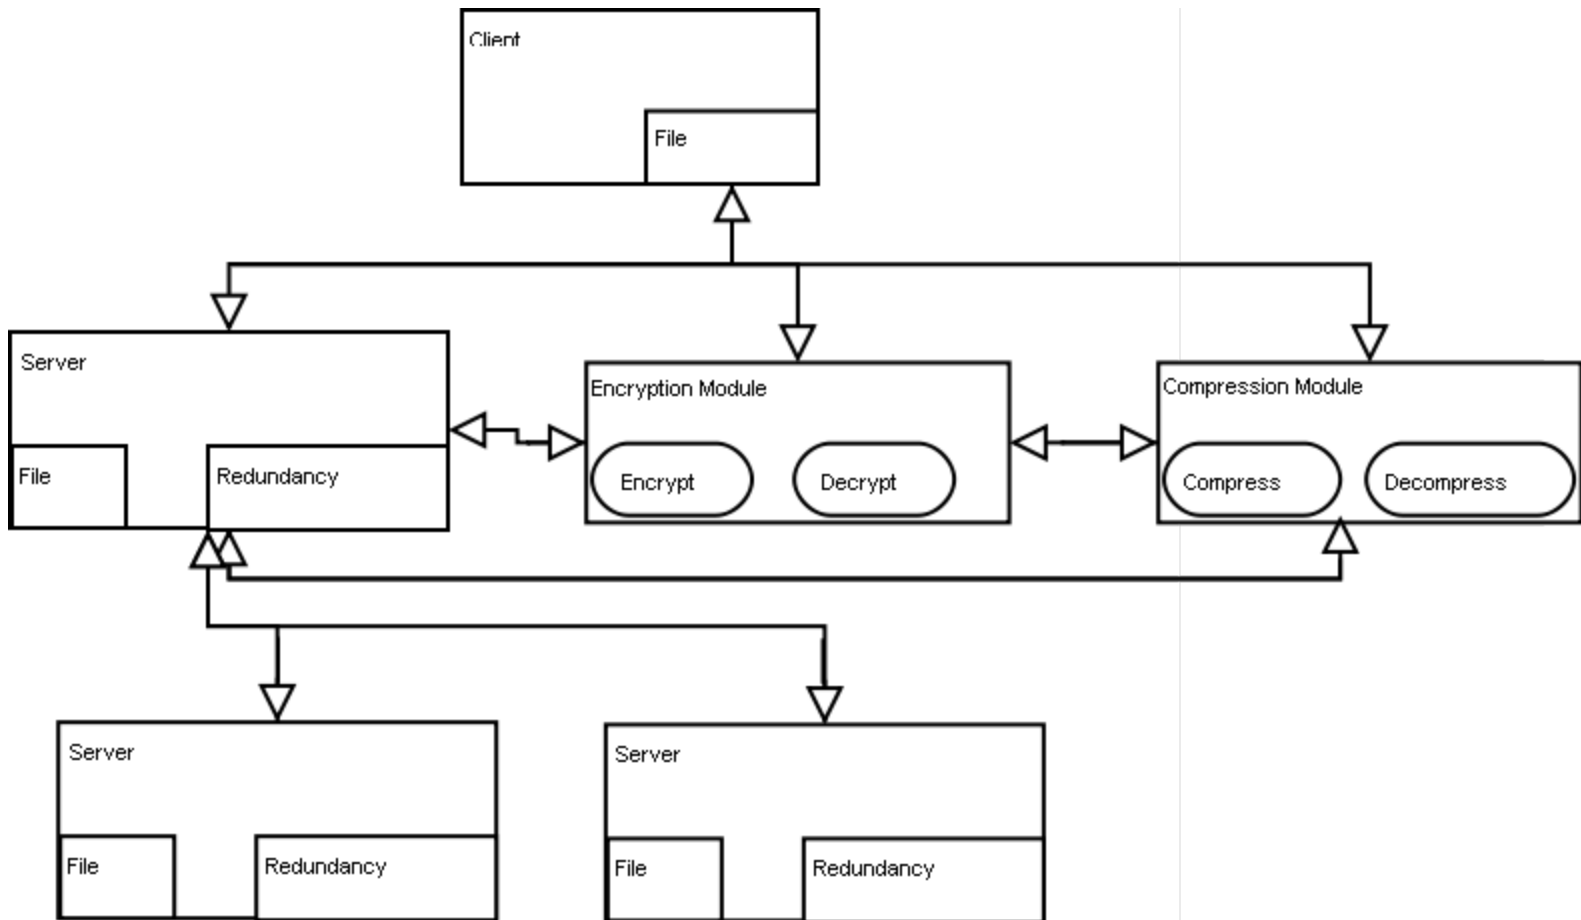 Client
File
Server
Encryption Module
Compression Module
File
Redundancy
Encrypt
Decrypt
Compress
Decompress
Server
Server
File
Redundancy
File
Redundancy